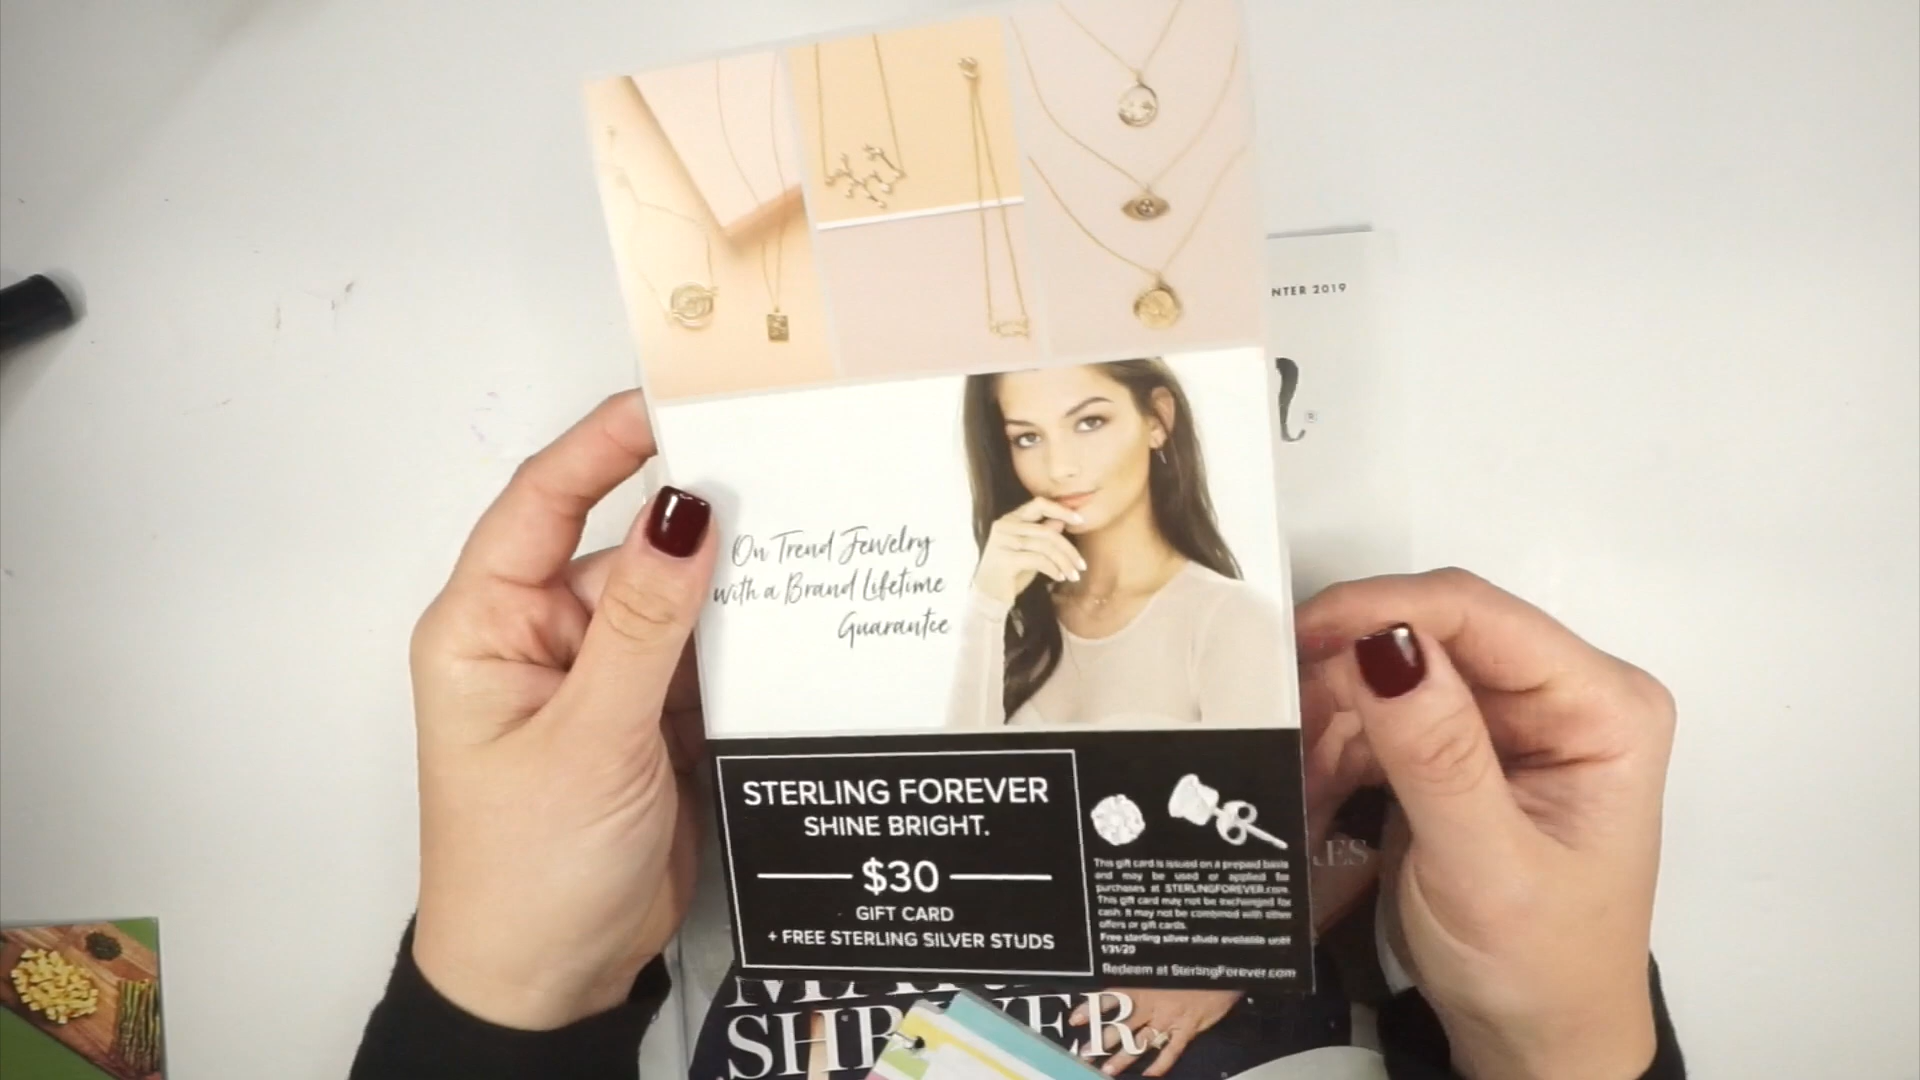 NTER 2019
On Trend Jewelry
with a Brand Lifetime
Guarantee
STERLING FOREVER
SHINE BRIGHT.
$30
GIFT CARD
+ FREE STERLING SILVER STUDS
This gift card is issued on a prepaid basis
and may be used or applied for
purchases at STERLINGFOREVER.com.
This gift card may not be exchanged for
cash. It may not be combined with other
offers or gift cards.
Free sterling silver studs available until
1/31/20
Redeem at SterlingForever.com